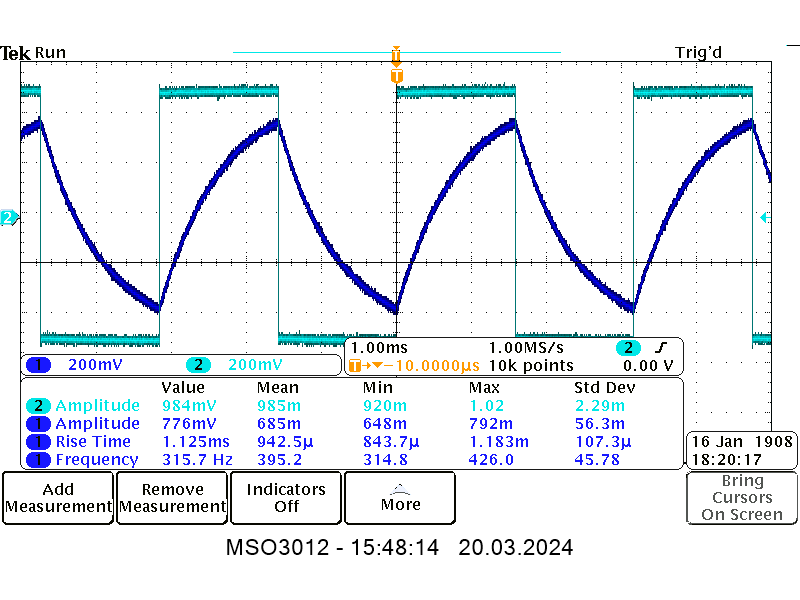 Tek Run Trig'd
T
T
2
1 200mV 2 200mV
1.00ms 1.00MS/s 2
T→▼−10.0000µs 10k points 0.00 V
Value Mean Min Max Std Dev
2 Amplitude 984mV 985m 920m 1.02 2.29m
1 Amplitude 776mV 685m 648m 792m 56.3m
1 Rise Time 1.125ms 942.5µ 843.7µ 1.183m 107.3µ
1 Frequency 315.7 Hz 395.2 314.8 426.0 45.78
16 Jan 1908
18:20:17
Add
Measurement
Remove
Measurement
Indicators
Off
More
Bring
Cursors
On Screen
MSO3012 - 15:48:14 20.03.2024